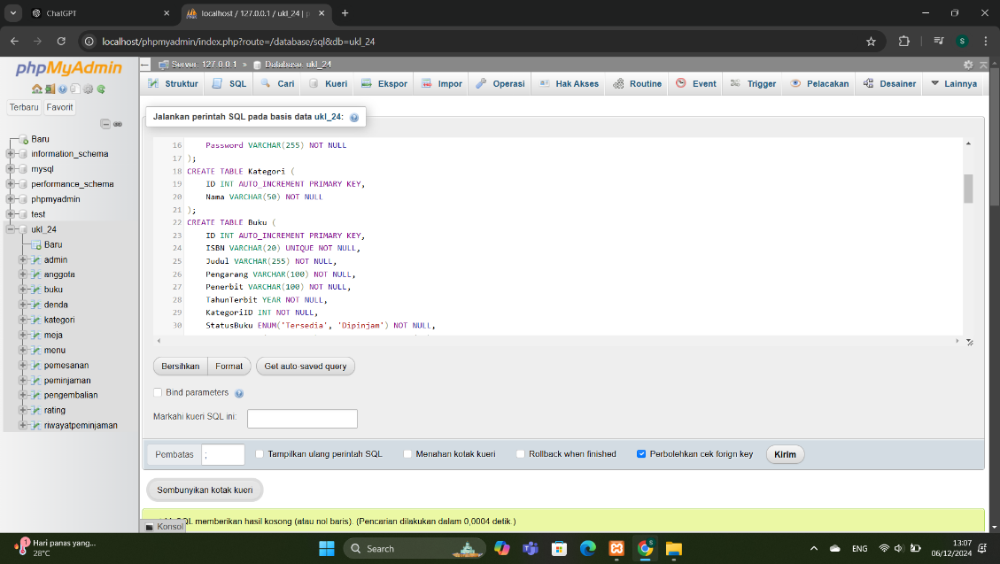 ChatGPT
localhost / 127.0.0.1 / ukl_24 | p
localhost/phpmyadmin/index.php?route=/database/sql&db=ukl_24
S
phpMyAdmin
Terbaru
Favorit
Baru
information_schema
mysql
performance_schema
phpmyadmin
test
ukl_24
Baru
admin
anggota
buku
denda
kategori
meja
menu
pemesanan
peminjaman
pengembalian
rating
riwayatpeminjaman
Server: 127.0.0.1 » Database: ukl_24
Struktur SQL Cari Kueri Ekspor Impor Operasi Hak Akses Routine Event Trigger Pelacakan Desainer Lainnya
Jalankan perintah SQL pada basis data ukl_24:
16 Password VARCHAR(255) NOT NULL
17 );
18 CREATE TABLE Kategori (
19 ID INT AUTO_INCREMENT PRIMARY KEY,
20 Nama VARCHAR(50) NOT NULL
21 );
22 CREATE TABLE Buku (
23 ID INT AUTO_INCREMENT PRIMARY KEY,
24 ISBN VARCHAR(20) UNIQUE NOT NULL,
25 Judul VARCHAR(255) NOT NULL,
26 Pengarang VARCHAR(100) NOT NULL,
27 Penerbit VARCHAR(100) NOT NULL,
28 TahunTerbit YEAR NOT NULL,
29 KategoriID INT NOT NULL,
30 StatusBuku ENUM('Tersedia', 'Dipinjam') NOT NULL,
Bersihkan Format Get auto-saved query
Bind parameters
Markahi kueri SQL ini:
Pembatas ; Tampilkan ulang perintah SQL Menahan kotak kueri Rollback when finished Perbolehkan cek forign key Kirim
Sembunyikan kotak kueri
QL memberikan hasil kosong (atau nol baris). (Pencarian dilakukan dalam 0,0004 detik.)
Konsol
1
Hari panas yang...
28°C
Search
S
ENG
13:07
06/12/2024